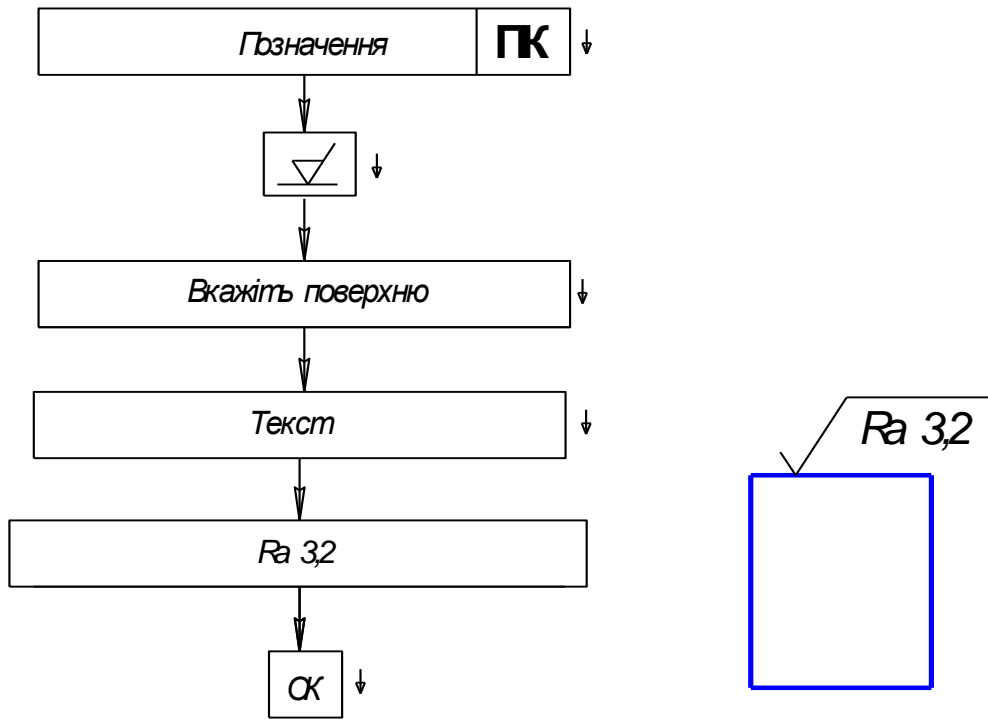 Позначення ПК
Вкажіть поверхню
Текст
Ra 3,2
Ra 3,2
ОК